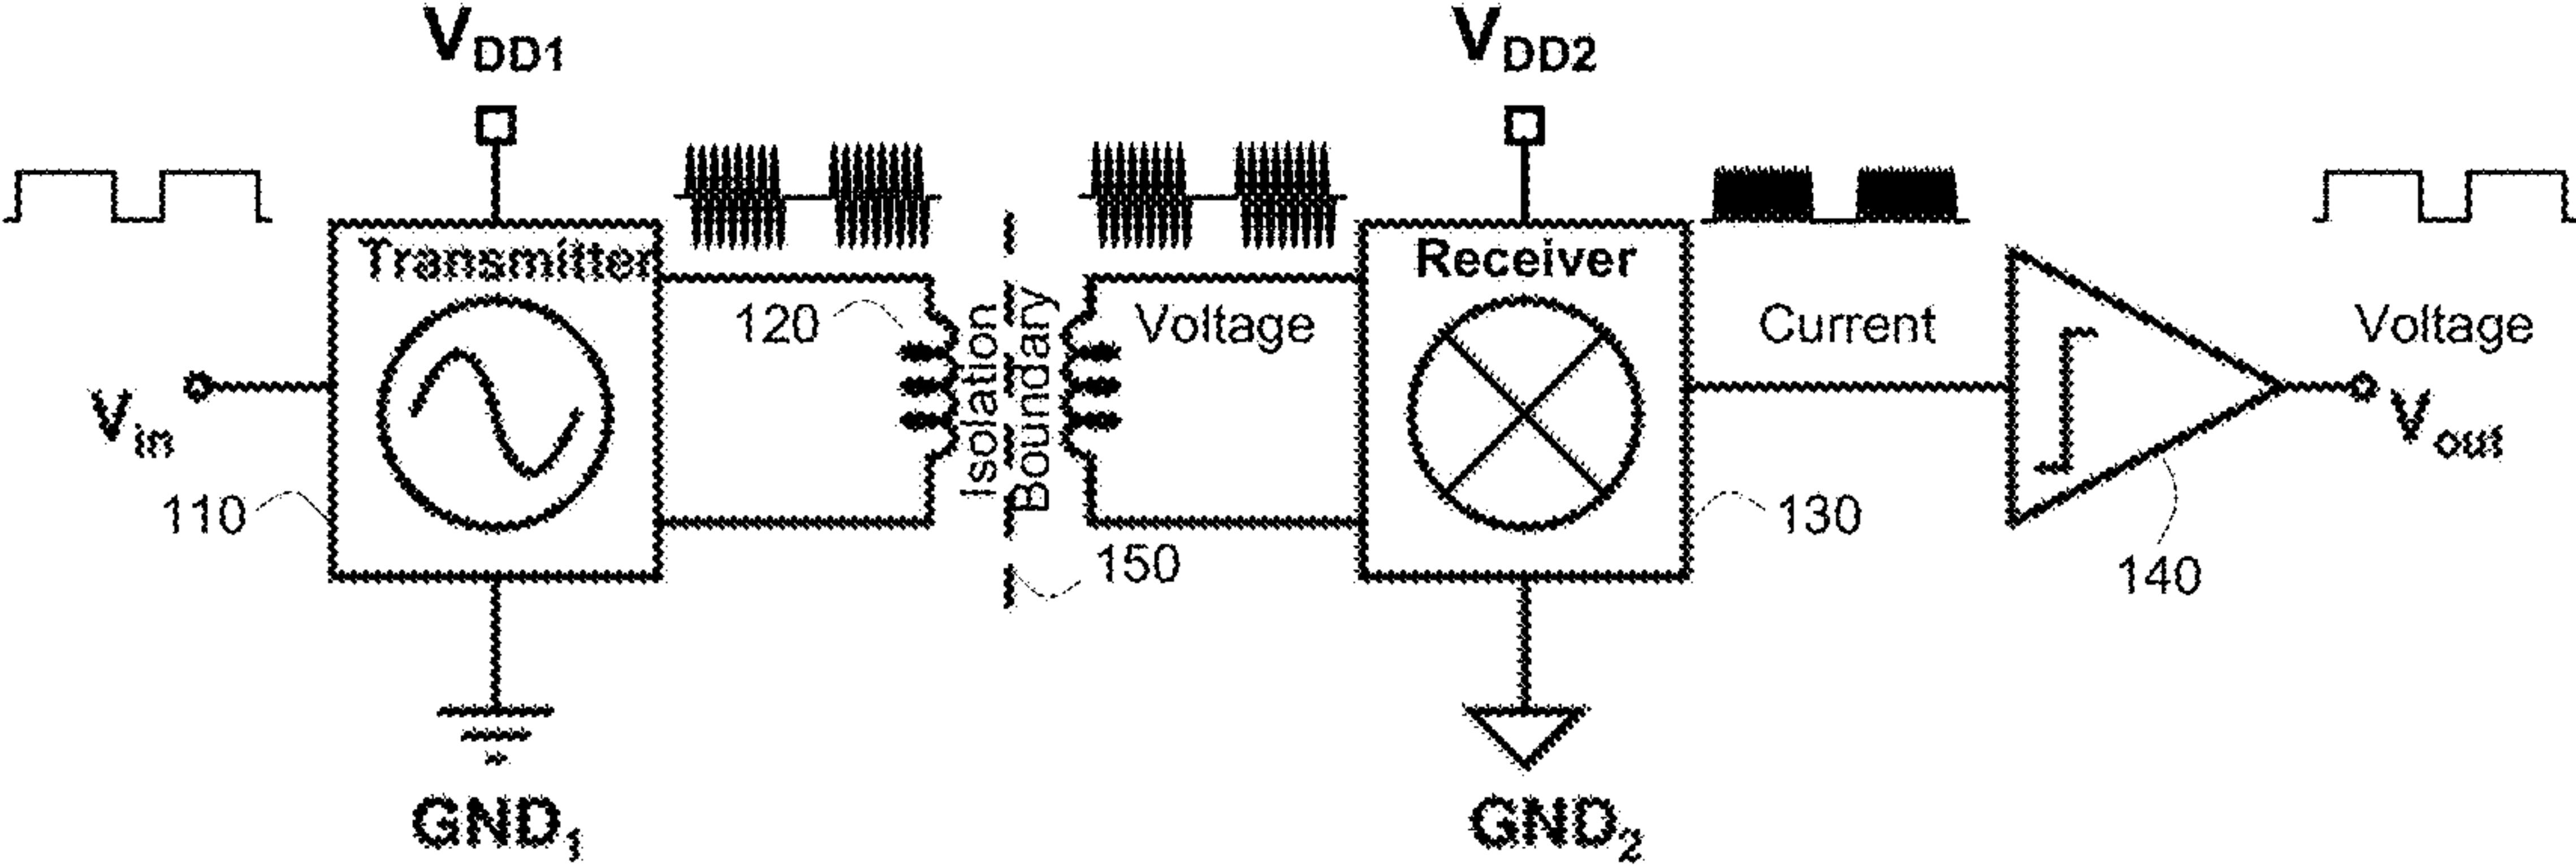 VDD1
VDD2
Transmitter
Receiver
120
Isolation
Boundary
Voltage
Current
Voltage
Vin
Vout
110
130
150
140
GND1
GND2